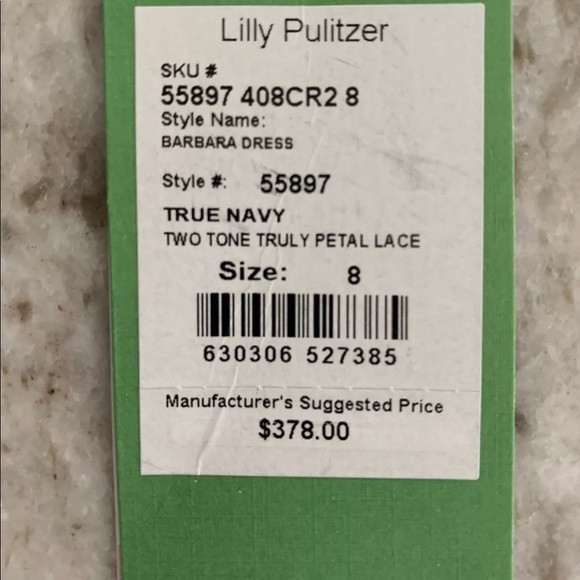 Lilly Pulitzer
SKU #
55897 408CR2 8
Style Name:
BARBARA DRESS
Style #: 55897
TRUE NAVY
TWO TONE TRULY PETAL LACE
Size: 8
630306 527385
Manufacturer's Suggested Price
$378.00